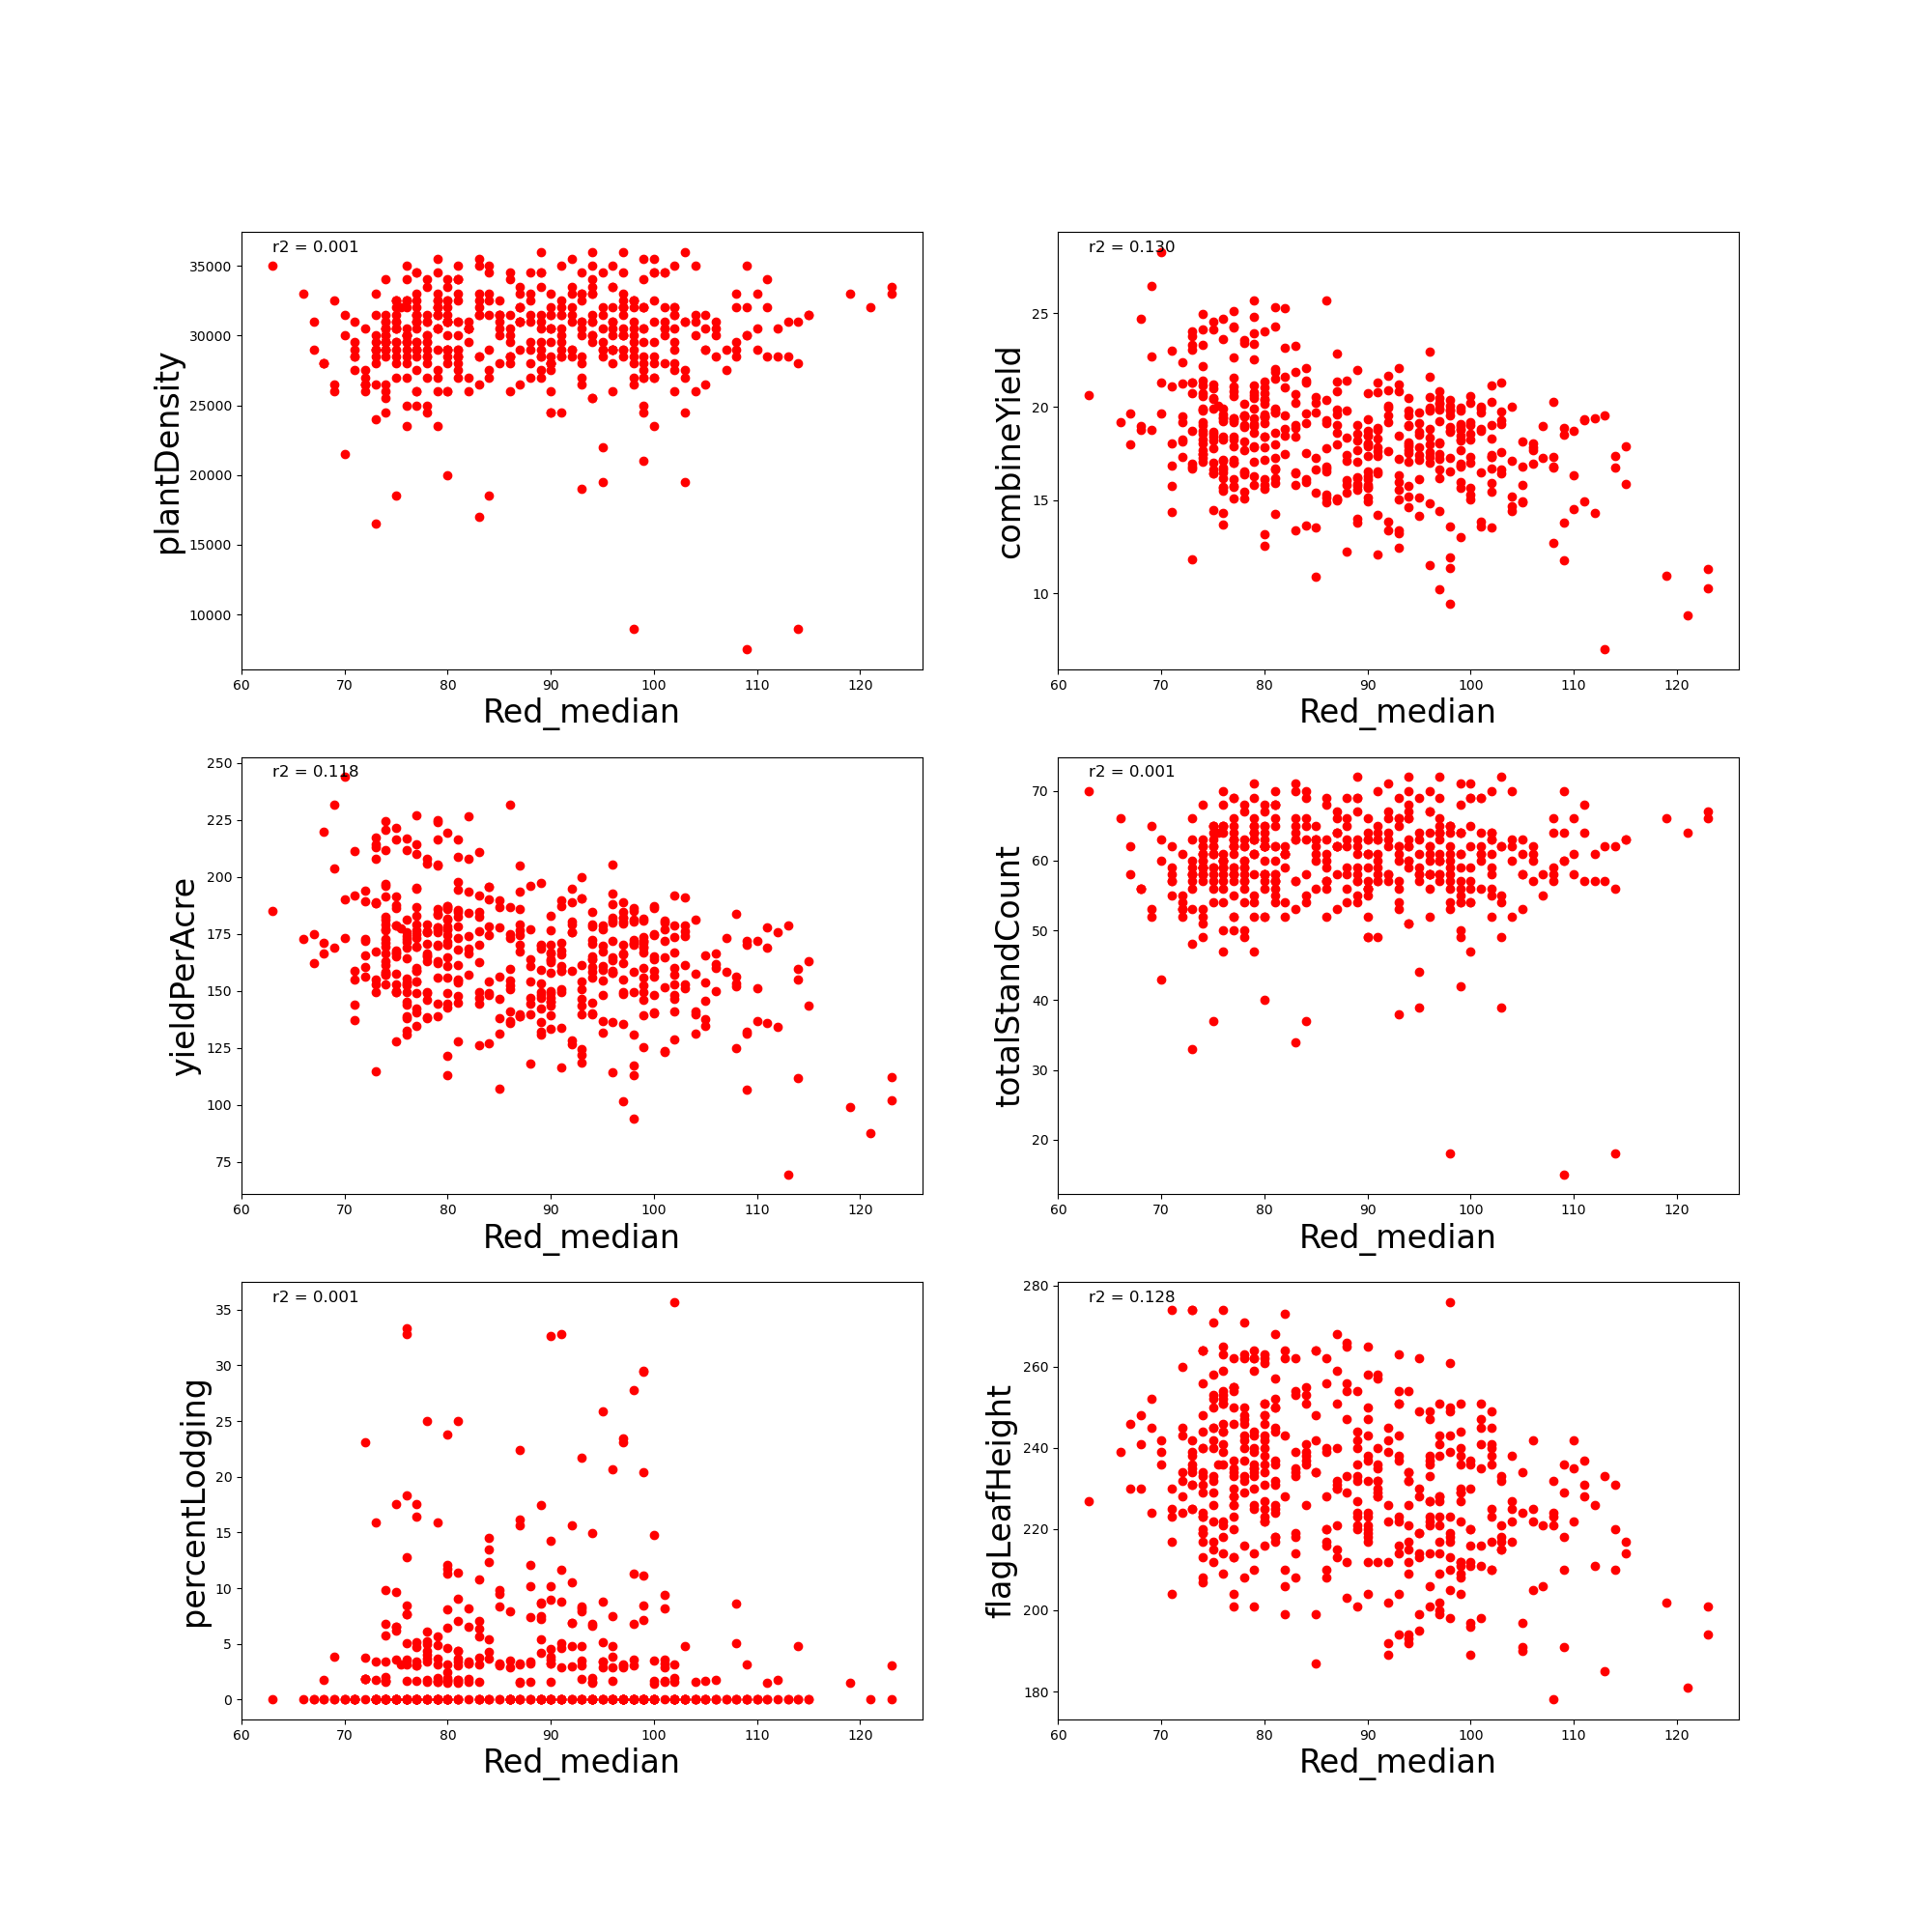 r2 = 0.001
35000
30000
25000
20000
15000
10000
plantDensity
60 70 80 90 100 110 120
Red_median
r2 = 0.130
25
20
15
10
combineYield
60 70 80 90 100 110 120
Red_median
r2 = 0.118
250
225
200
175
150
125
100
75
yieldPerAcre
60 70 80 90 100 110 120
Red_median
r2 = 0.001
70
60
50
40
30
20
totalStandCount
60 70 80 90 100 110 120
Red_median
r2 = 0.001
35
30
25
20
15
10
5
0
percentLodging
60 70 80 90 100 110 120
Red_median
r2 = 0.128
280
260
240
220
200
180
flagLeafHeight
60 70 80 90 100 110 120
Red_median